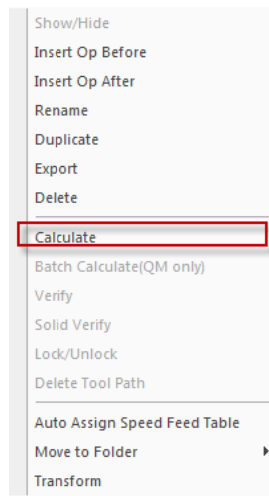 Show/Hide
Insert Op Before
Insert Op After
Rename
Duplicate
Export
Delete
Calculate
Batch Calculate(QM only)
Verify
Solid Verify
Lock/Unlock
Delete Tool Path
Auto Assign Speed Feed Table
Move to Folder
Transform